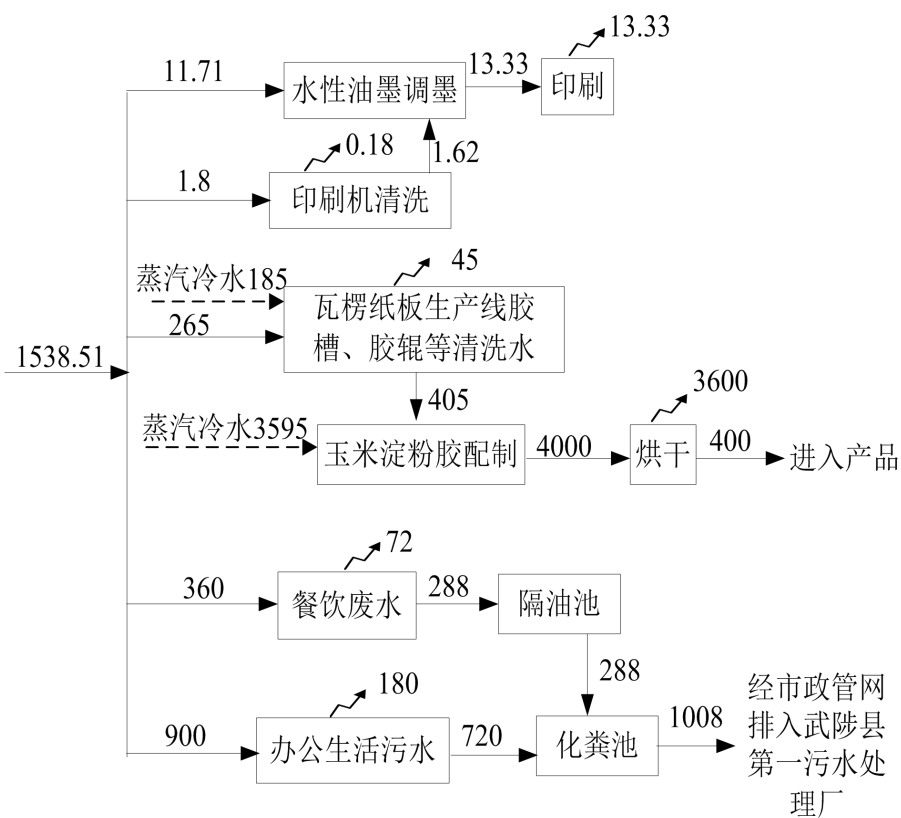 13.33
11.71
水性油墨调墨
13.33
印刷
0.18
1.62
1.8
印刷机清洗
45
蒸汽冷水185
265
瓦楞纸板生产线胶
槽、胶辊等清洗水
1538.51
405
3600
蒸汽冷水3595
玉米淀粉胶配制
4000
烘干
400
进入产品
72
360
餐饮废水
288
隔油池
288
180
900
办公生活污水
720
化粪池
1008
经市政管网
排入武陟县
第一污水处
理厂